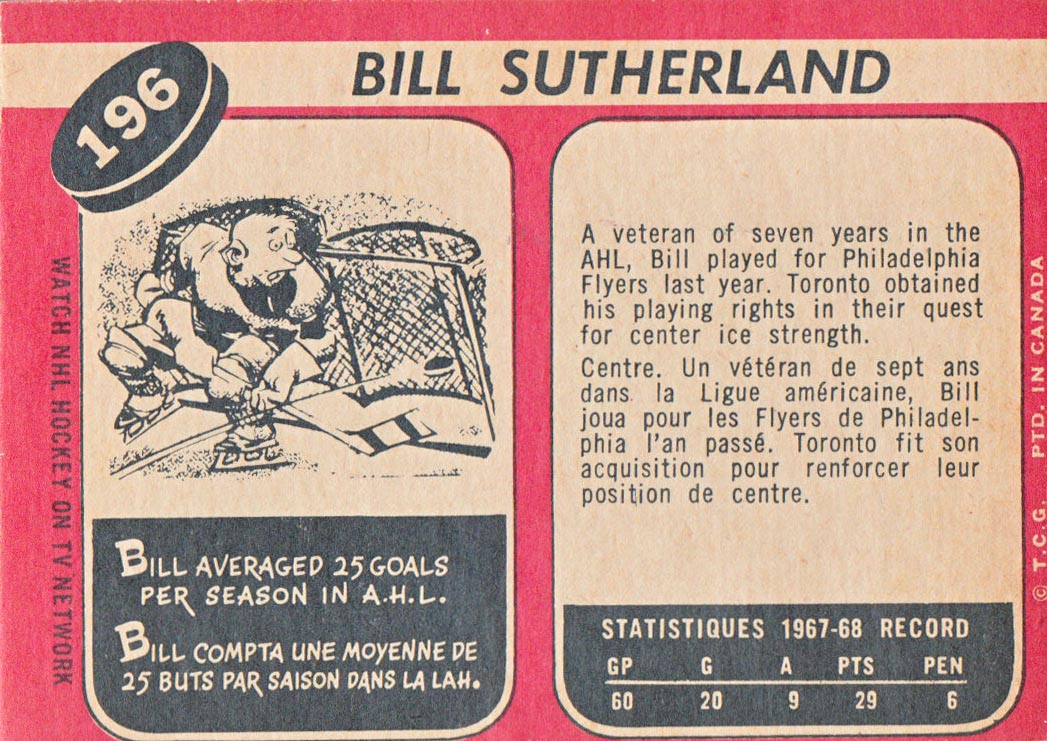 196
BILL SUTHERLAND
WATCH NHL HOCKEY ON TV NETWORK
BILL AVERAGED 25 GOALS
PER SEASON IN A.H.L.
BILL COMPTA UNE MOYENNE DE
25 BUTS PAR SAISON DANS LA LAH.
A veteran of seven years in the
AHL, Bill played for Philadelphia
Flyers last year. Toronto obtained
his playing rights in their quest
for center ice strength.
Centre. Un vétéran de sept ans
dans la Ligue américaine, Bill
joua pour les Flyers de Philadel-
phia l'an passé. Toronto fit son
acquisition pour renforcer leur
position de centre.
STATISTIQUES 1967-68 RECORD
GP G A PTS PEN
60 20 9 29 6
© T.C.G. PTD. IN CANADA